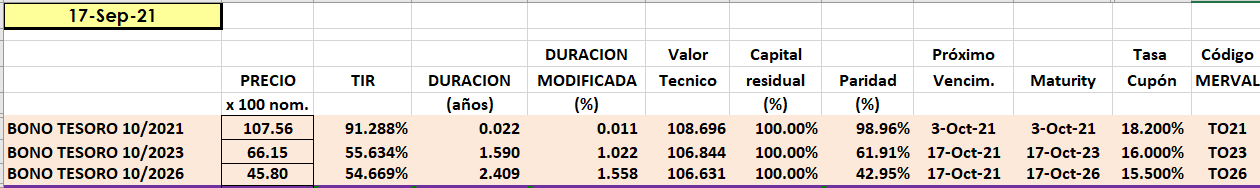 17-Sep-21
DURACION Valor Capital Próximo Tasa Código
PRECIO TIR DURACION MODIFICADA Tecnico residual Paridad Vencim. Maturity Cupón MERVAL
x 100 nom. (años) (%) (%) (%)
BONO TESORO 10/2021 107.56 91.288% 0.022 0.011 108.696 100.00% 98.96% 3-Oct-21 3-Oct-21 18.200% TO21
BONO TESORO 10/2023 66.15 55.634% 1.590 1.022 106.844 100.00% 61.91% 17-Oct-21 17-Oct-23 16.000% TO23
BONO TESORO 10/2026 45.80 54.669% 2.409 1.558 106.631 100.00% 42.95% 17-Oct-21 17-Oct-26 15.500% TO26